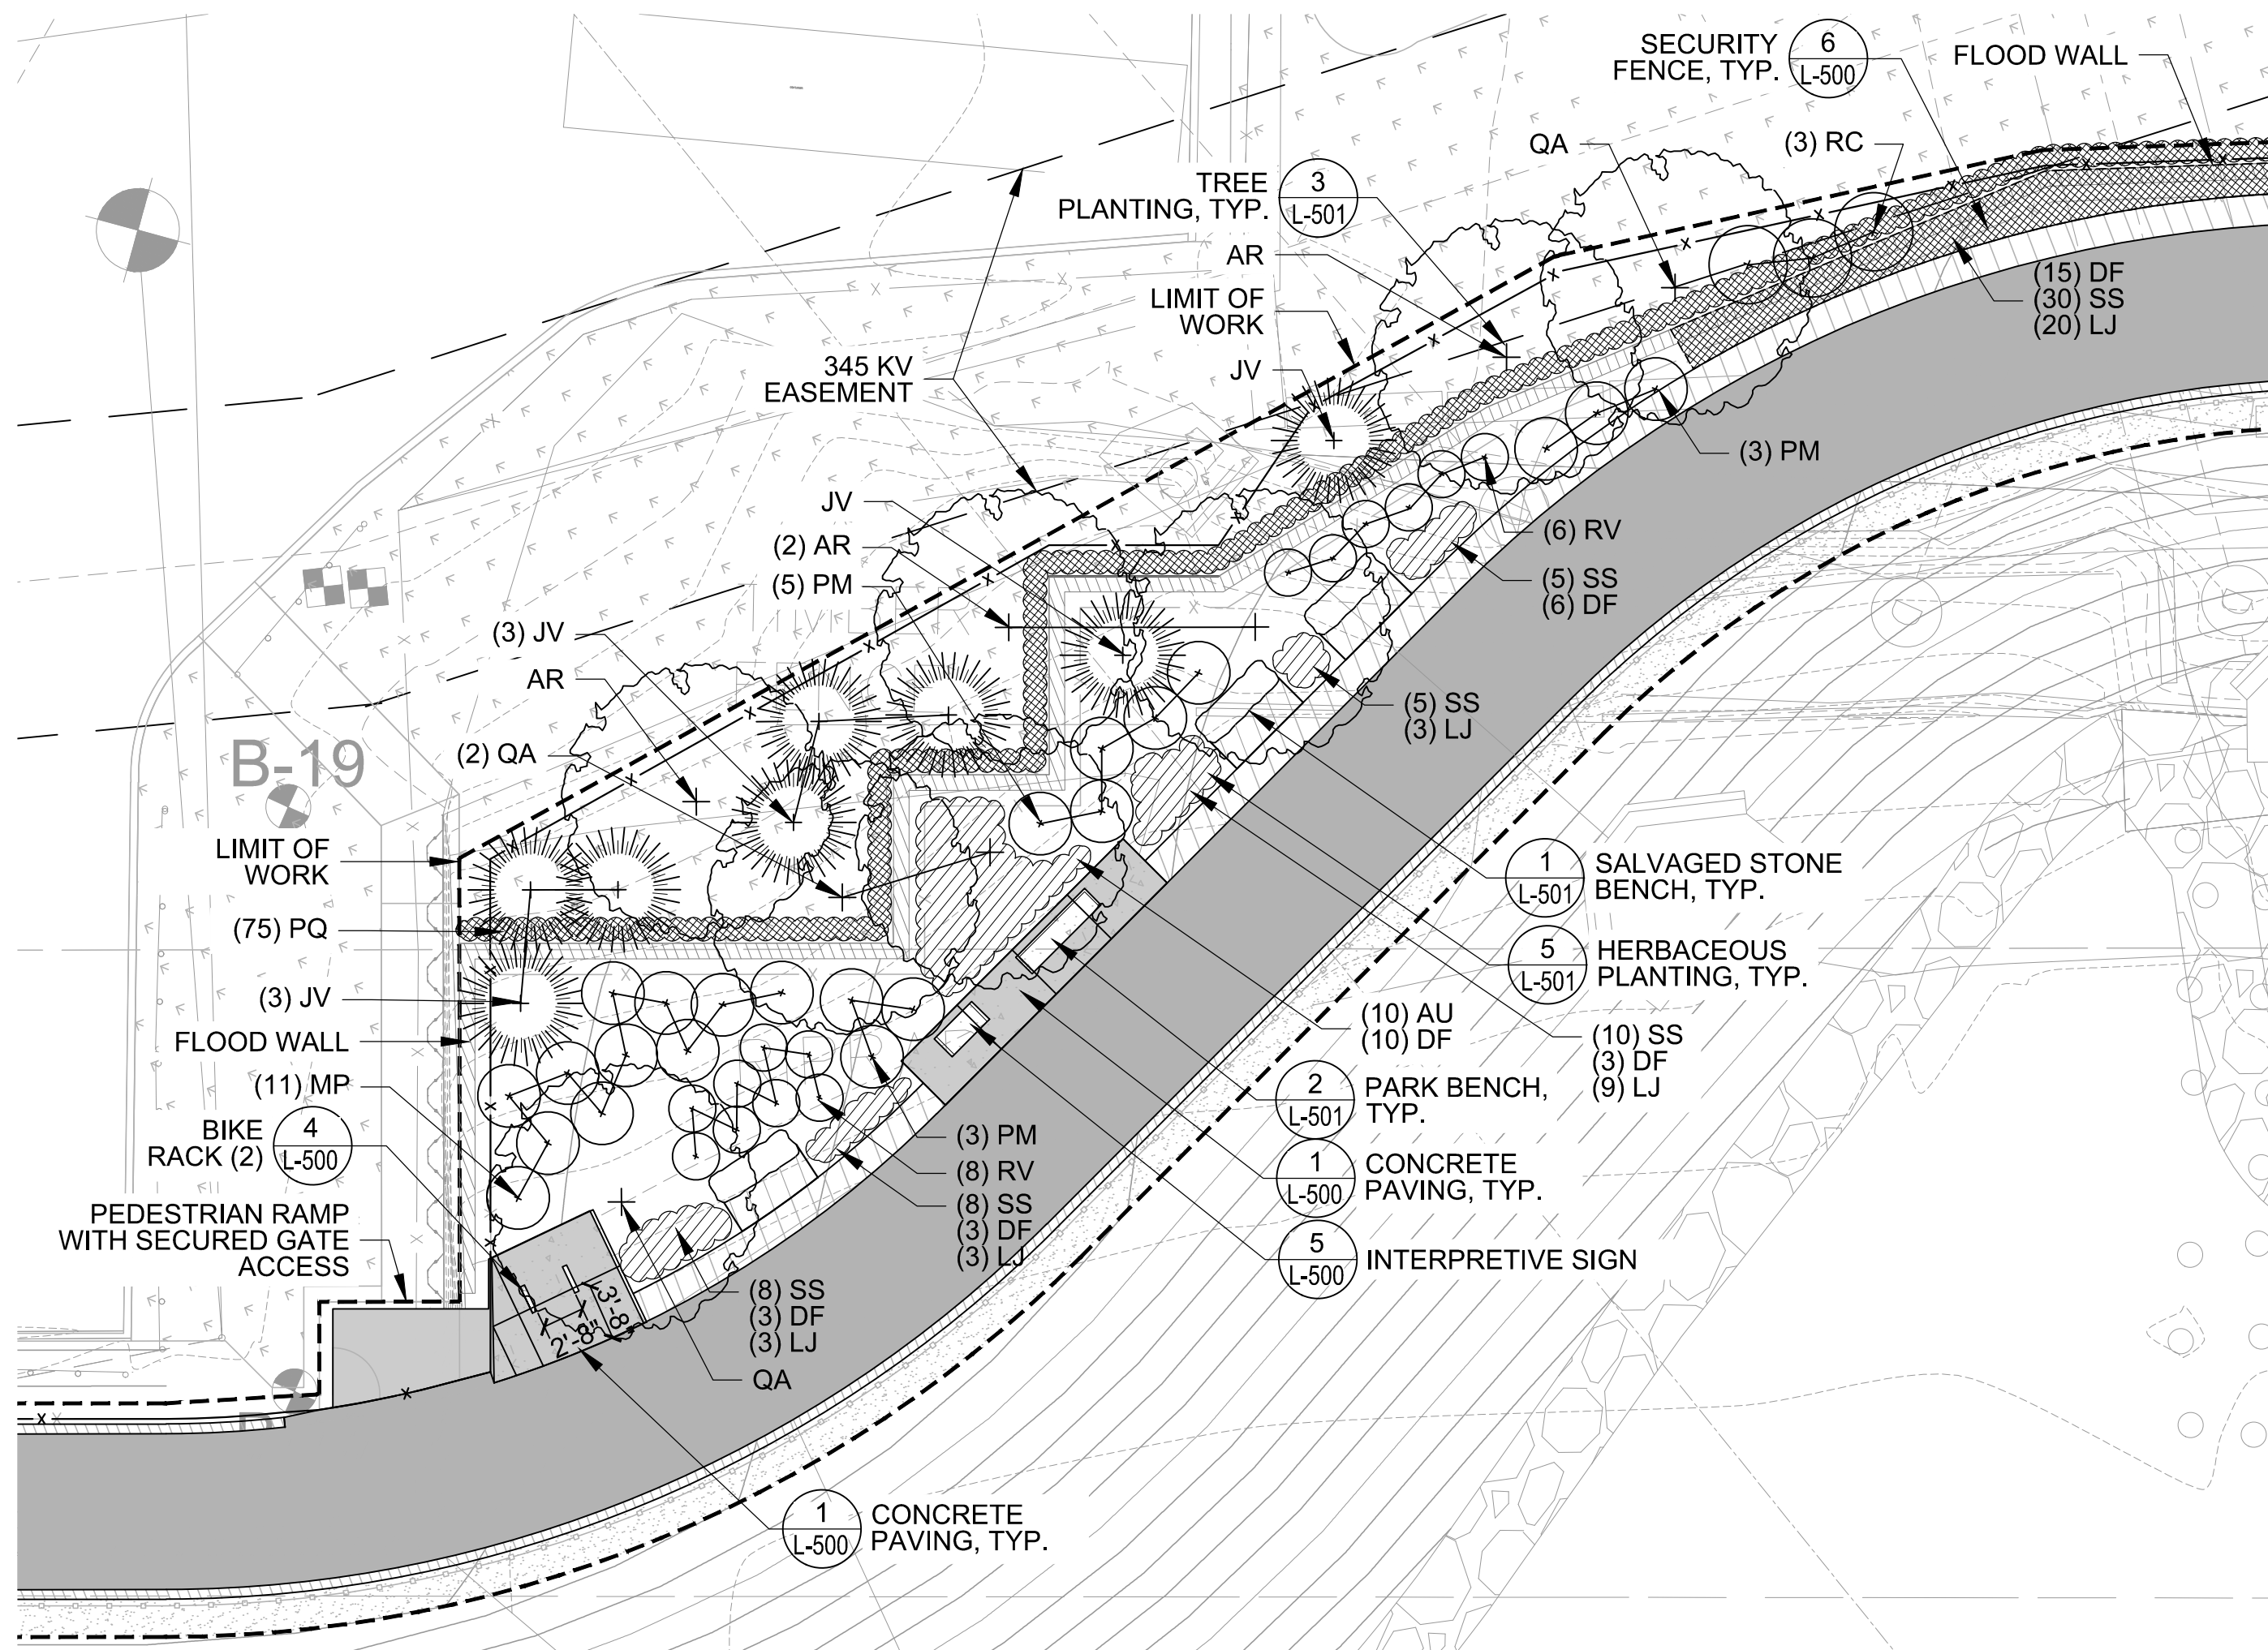 SECURITY
FENCE, TYP.
6
L-500
FLOOD WALL
QA
(3) RC
TREE
PLANTING, TYP.
3
L-501
AR
LIMIT OF
WORK
JV
345 KV
EASEMENT
(15) DF
(30) SS
(20) LJ
(3) PM
JV
(2) AR
(5) PM
(6) RV
(5) SS
(6) DF
(3) JV
AR
(2) QA
(5) SS
(3) LJ
B-19
LIMIT OF
WORK
(75) PQ
(3) JV
FLOOD WALL
(11) MP
BIKE
RACK (2)
4
L-500
PEDESTRIAN RAMP
WITH SECURED GATE
ACCESS
1
L-501
SALVAGED STONE
BENCH, TYP.
5
L-501
HERBACEOUS
PLANTING, TYP.
(10) AU
(10) DF
(10) SS
(3) DF
(9) LJ
2
L-501
PARK BENCH,
TYP.
1
L-500
CONCRETE
PAVING, TYP.
5
L-500
INTERPRETIVE SIGN
(3) PM
(8) RV
(8) SS
(3) DF
(3) LJ
(8) SS
(3) DF
(3) LJ
QA
3'-8"
2'-8"
1
L-500
CONCRETE
PAVING, TYP.